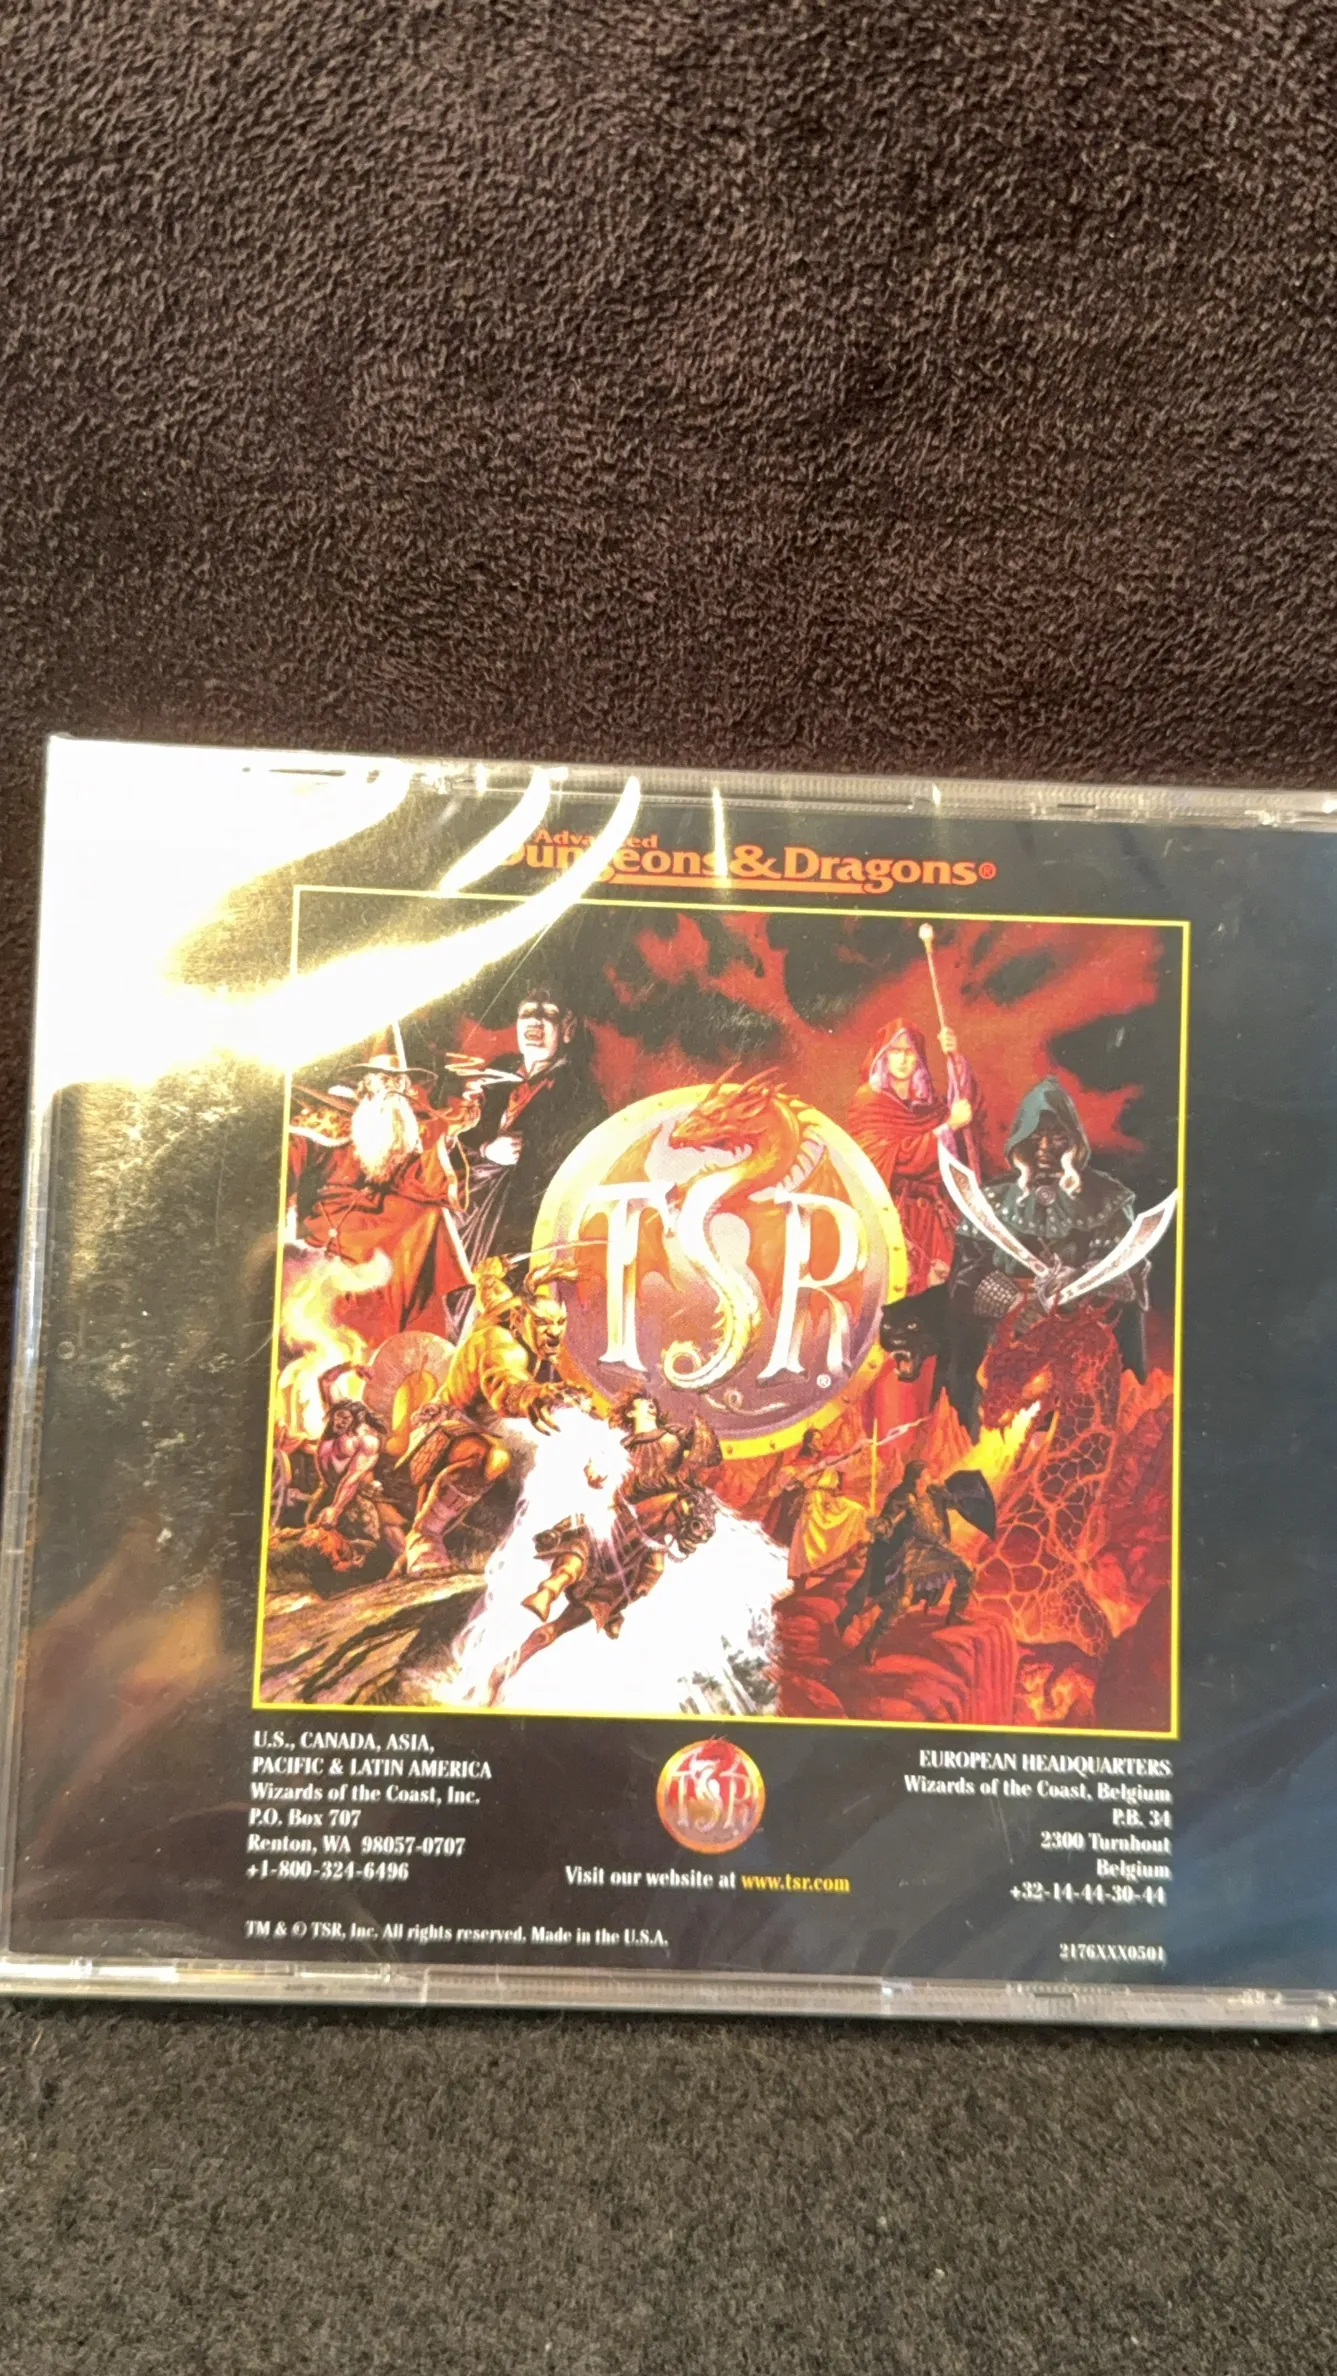 Advanced
Dungeons & Dragons®
TSR
®
U.S., CANADA, ASIA,
PACIFIC & LATIN AMERICA
Wizards of the Coast, Inc.
P.O. Box 707
Renton, WA 98057-0707
+1-800-324-6496
TSR
Visit our website at www.tsr.com
EUROPEAN HEADQUARTERS
Wizards of the Coast, Belgium
P.B. 34
2300 Turnhout
Belgium
+32-14-44-30-44
TM & © TSR, Inc. All rights reserved. Made in the U.S.A.
2176XXX0501